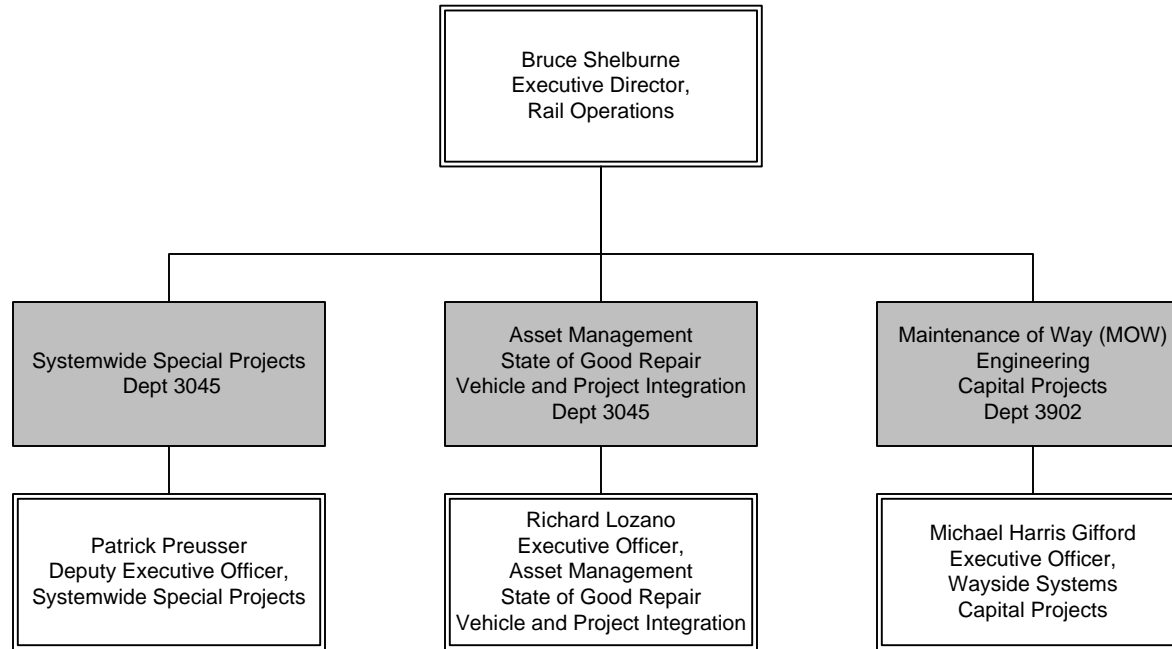 Bruce Shelburne
Executive Director,
Rail Operations
Systemwide Special Projects
Dept 3045
Asset Management
State of Good Repair
Vehicle and Project Integration
Dept 3045
Maintenance of Way (MOW)
Engineering
Capital Projects
Dept 3902
Patrick Preusser
Deputy Executive Officer,
Systemwide Special Projects
Richard Lozano
Executive Officer,
Asset Management
State of Good Repair
Vehicle and Project Integration
Michael Harris Gifford
Executive Officer,
Wayside Systems
Capital Projects